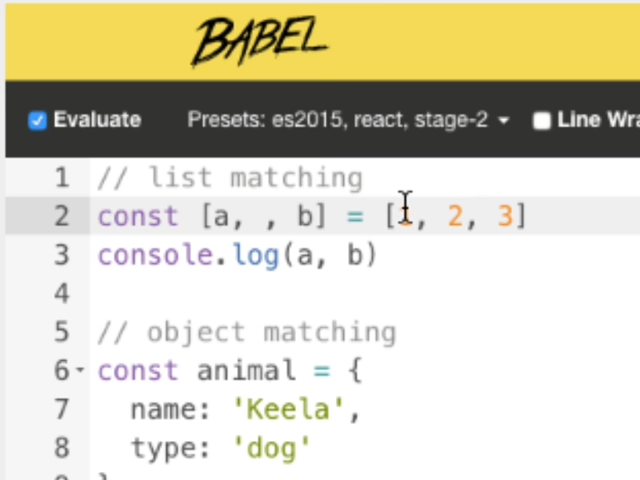 BABEL
Evaluate Presets: es2015, react, stage-2 Line Wra
1 // list matching
2 const [a, , b] = [1, 2, 3]
3 console.log(a, b)
4
5 // object matching
6 const animal = {
7 name: 'Keela',
8 type: 'dog'